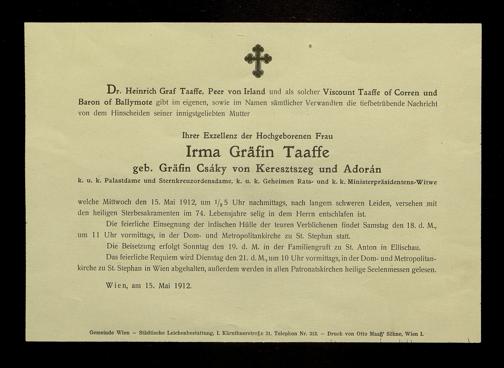 Dr. Heinrich Graf Taaffe, Peer von Irland und als solcher Viscount Taaffe of Corren und
Baron of Ballymote gibt im eigenen, sowie im Namen sämtlicher Verwandten die tiefbetrübende Nachricht
von dem Hinscheiden seiner innigstgeliebten Mutter
Ihrer Exzellenz der Hochgeborenen Frau
Irma Gräfin Taaffe
geb. Gräfin Csáky von Keresztszeg und Adorán
k. u. k. Palastdame und Sternkreuzordensdame, k. u. k. Geheimen Rats- und k. k. Ministerpräsidentens-Witwe
welche Mittwoch den 15. Mai 1912, um 1/2 5 Uhr nachmittags, nach langem schweren Leiden, versehen mit
den heiligen Sterbesakramenten im 74. Lebensjahre selig in dem Herrn entschlafen ist.
Die feierliche Einsegnung der irdischen Hülle der teuren Verblichenen findet Samstag den 18. d. M.,
um 11 Uhr vormittags, in der Dom- und Metropolitankirche zu St. Stephan statt.
Die Beisetzung erfolgt Sonntag den 19. d. M. in der Familiengruft zu St. Anton in Ellischau.
Das feierliche Requiem wird Dienstag den 21. d. M., um 10 Uhr vormittags, in der Dom- und Metropolitan-
kirche zu St. Stephan in Wien abgehalten, außerdem werden in allen Patronatskirchen heilige Seelenmessen gelesen.
Wien, am 15. Mai 1912.
Gemeinde Wien — Städtische Leichenbestattung, I. Kärnthnerstraße 21. Telephon Nr. 313. — Druck von Otto Maaß' Söhne, Wien I.